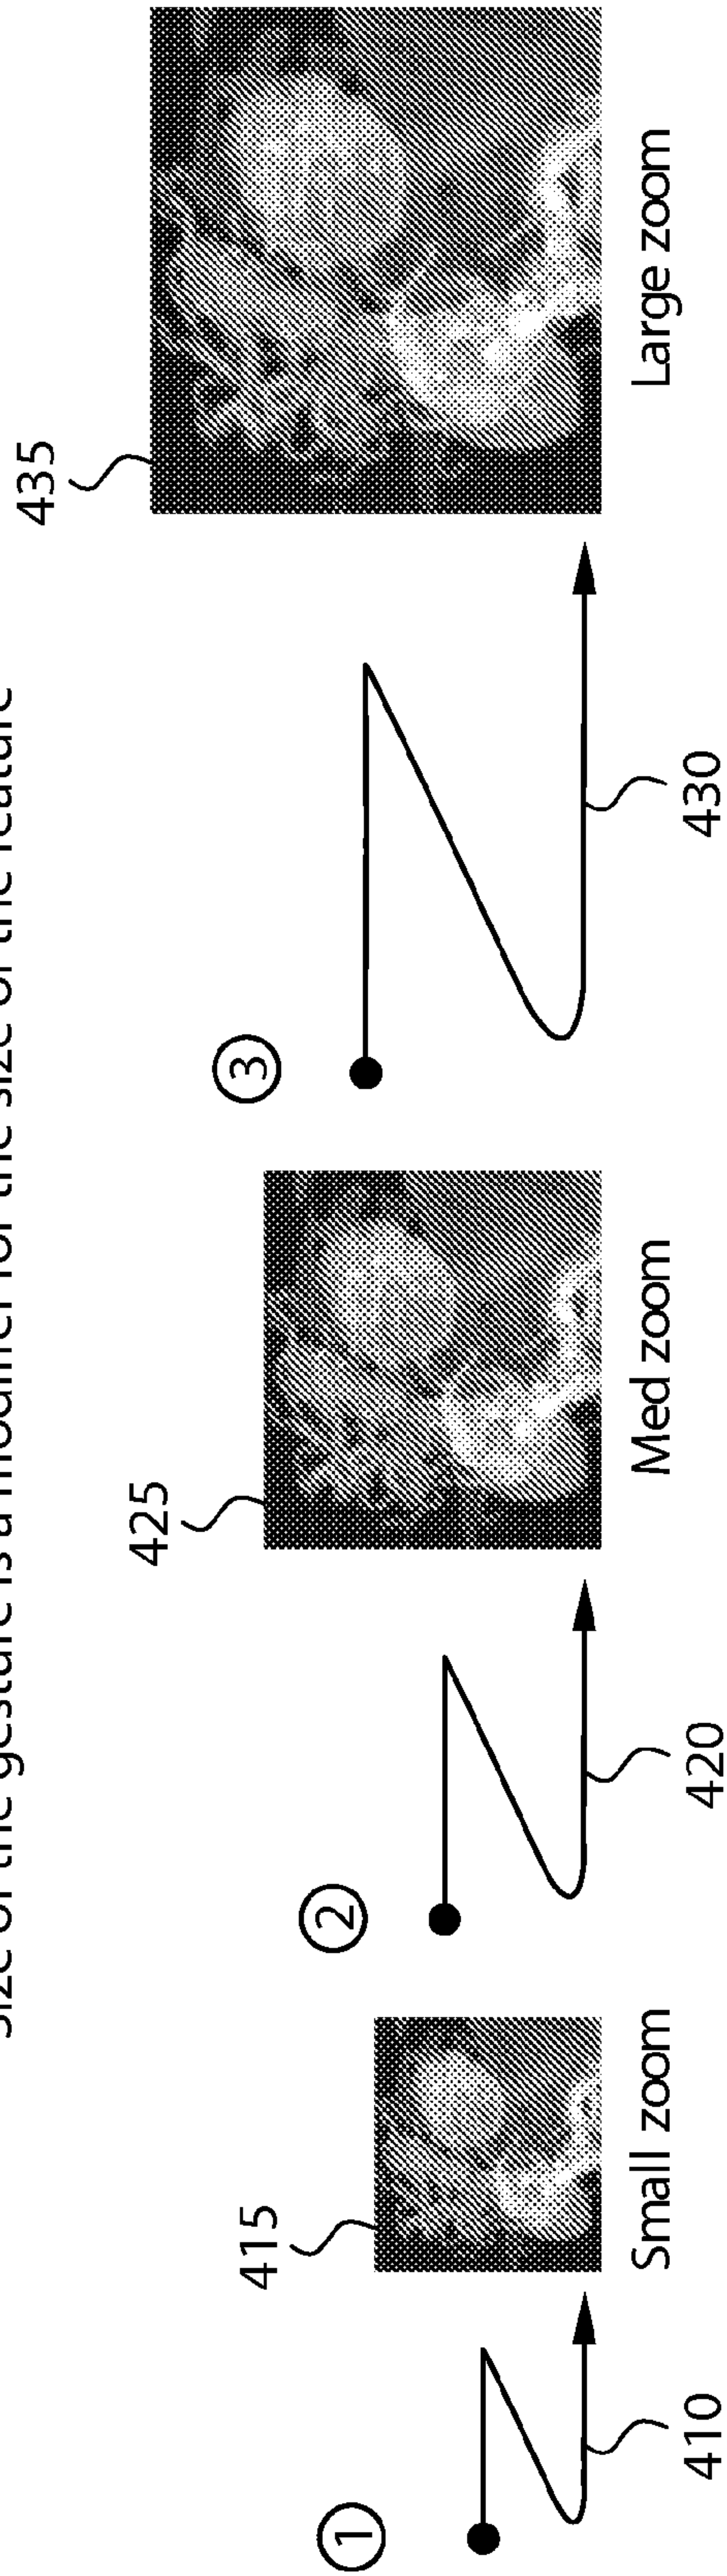 Size of the gesture is a modifier for the size of the feature
435
425
415
3
2
1
Small zoom
Med zoom
Large zoom
410
420
430